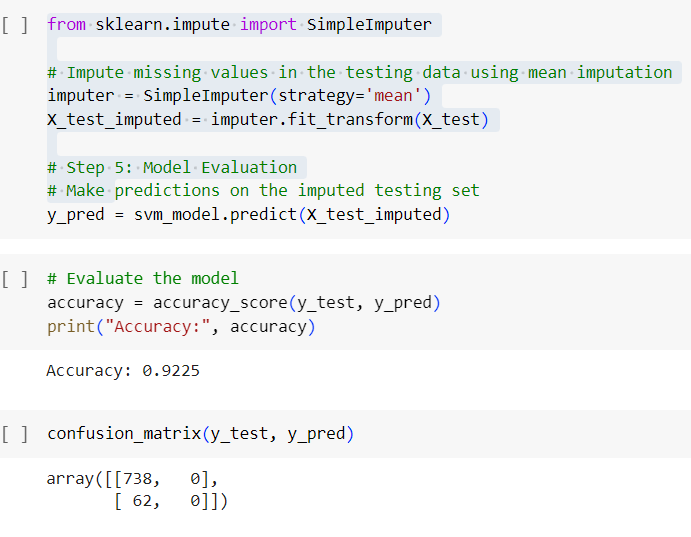 [ ] from sklearn.impute import SimpleImputer
# Impute missing values in the testing data using mean imputation
imputer = SimpleImputer(strategy='mean')
X_test_imputed = imputer.fit_transform(X_test)
# Step 5: Model Evaluation
# Make predictions on the imputed testing set
y_pred = svm_model.predict(X_test_imputed)
[ ] # Evaluate the model
accuracy = accuracy_score(y_test, y_pred)
print("Accuracy:", accuracy)
Accuracy: 0.9225
[ ] confusion_matrix(y_test, y_pred)
array([[738,   0],
       [ 62,   0]])